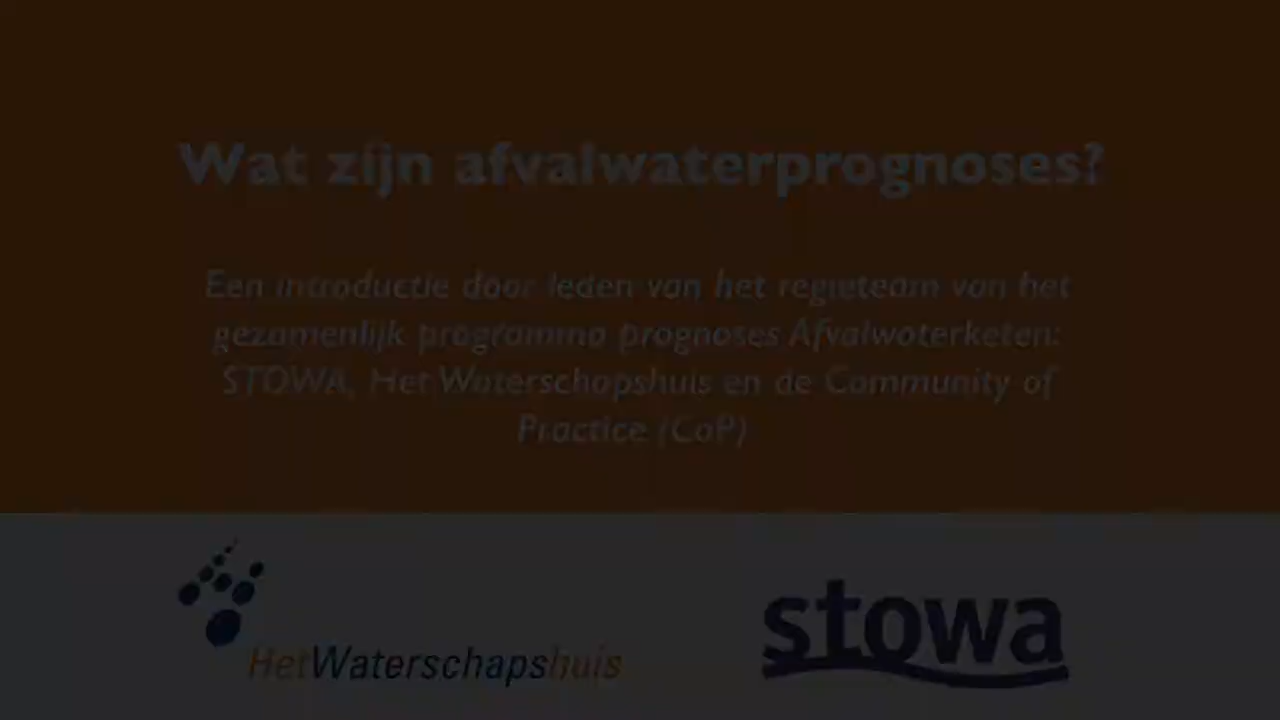 Wat zijn afvalwaterprognoses?
Een introductie door leden van het regieteam van het
gezamenlijk programma prognoses Afvalwaterketen:
STOWA, Het Waterschapshuis en de Community of
Practice (CoP)
HetWaterschapshuis
stowa